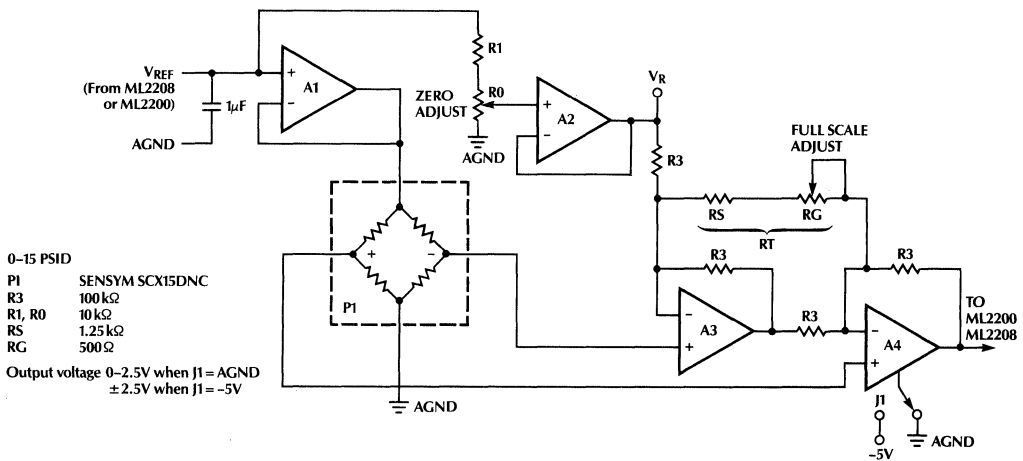 VREF
(From ML2208
or ML2200)
1µF
AGND
+
−
A1
R1
R0
ZERO
ADJUST
AGND
+
−
A2
VR
R3
FULL SCALE
ADJUST
RS
RG
RT
R3
R3
R3
−
+
A3
−
+
A4
TO
ML2200
ML2208
J1
−5V
AGND
+
−
P1
AGND
0–15 PSID
P1 SENSYM SCX15DNC
R3 100kΩ
R1, R0 10kΩ
RS 1.25kΩ
RG 500Ω
Output voltage 0–2.5V when J1 = AGND
±2.5V when J1 = −5V